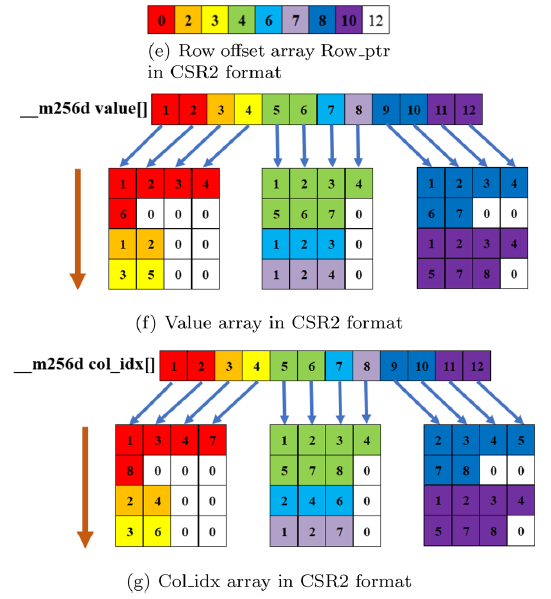 0 2 3 4 6 7 8 10 12
(e) Row offset array Row_ptr
in CSR2 format
__m256d value[] 1 2 3 4 5 6 7 8 9 10 11 12
1 2 3 4 1 2 3 4 1 2 3 4
6 0 0 0 5 6 7 0 6 7 0 0
1 2 0 0 1 2 3 0 1 2 3 4
3 5 0 0 1 2 4 0 5 7 8 0
(f) Value array in CSR2 format
__m256d col_idx[] 1 2 3 4 5 6 7 8 9 10 11 12
1 3 4 7 1 2 3 4 2 3 4 5
8 0 0 0 5 7 8 0 7 8 0 0
2 4 0 0 2 4 6 0 1 2 3 4
3 6 0 0 1 2 7 0 5 7 8 0
(g) Col_idx array in CSR2 format